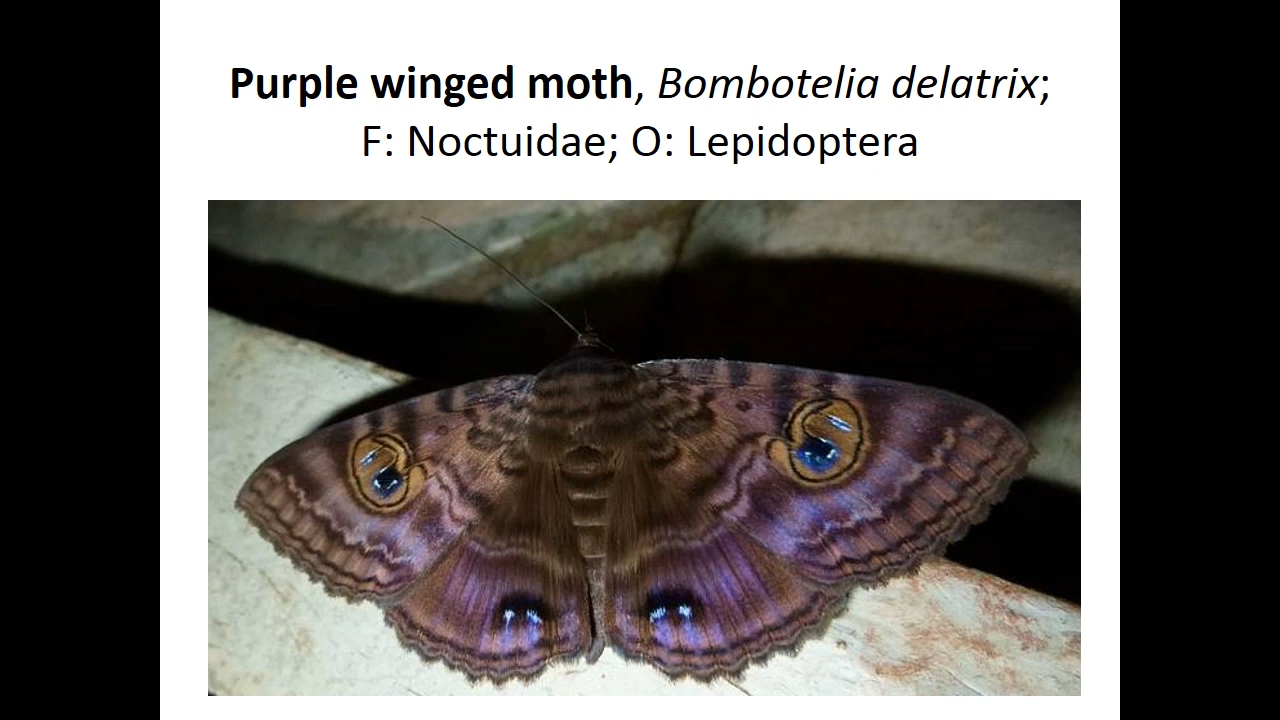 Purple winged moth, Bombotelia delatrix;
F: Noctuidae; O: Lepidoptera